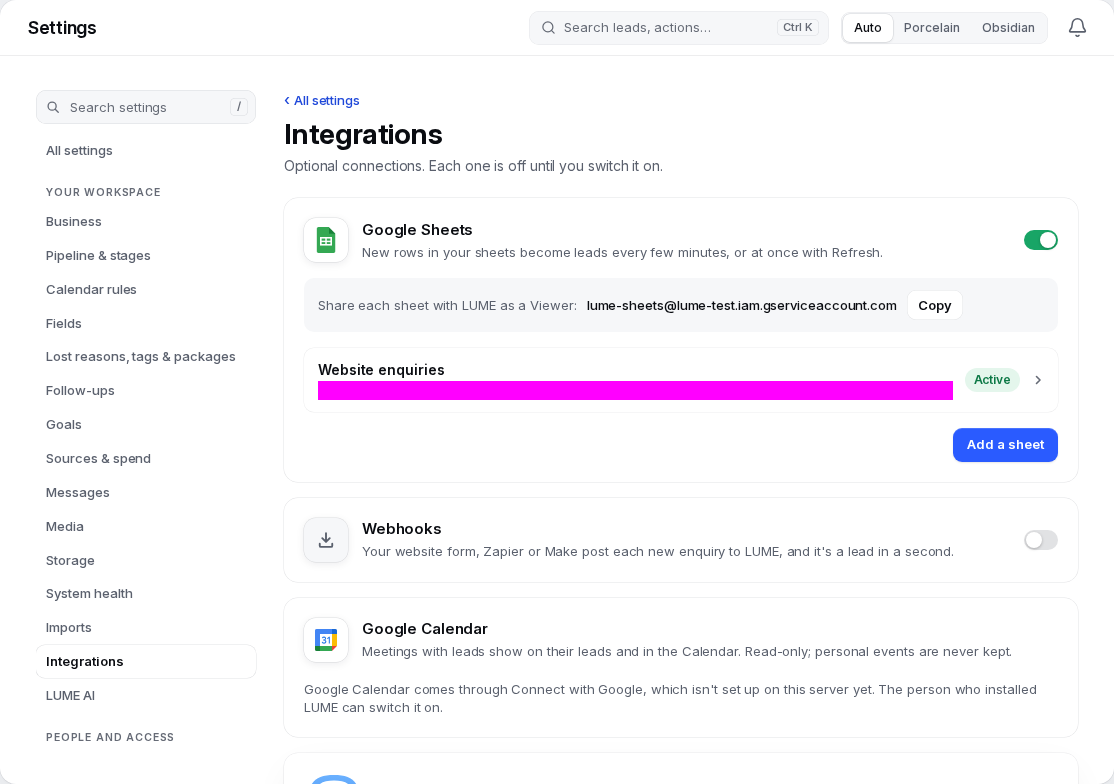 Settings
Search leads, actions…
Ctrl K
Auto
Porcelain
Obsidian
Search settings
/
All settings
YOUR WORKSPACE
Business
Pipeline & stages
Calendar rules
Fields
Lost reasons, tags & packages
Follow-ups
Goals
Sources & spend
Messages
Media
Storage
System health
Imports
Integrations
LUME AI
PEOPLE AND ACCESS
‹ All settings
Integrations
Optional connections. Each one is off until you switch it on.
Google Sheets
New rows in your sheets become leads every few minutes, or at once with Refresh.
Share each sheet with LUME as a Viewer: lume-sheets@lume-test.iam.gserviceaccount.com
Copy
Website enquiries
Active
Add a sheet
Webhooks
Your website form, Zapier or Make post each new enquiry to LUME, and it's a lead in a second.
31
Google Calendar
Meetings with leads show on their leads and in the Calendar. Read-only; personal events are never kept.
Google Calendar comes through Connect with Google, which isn't set up on this server yet. The person who installed
LUME can switch it on.